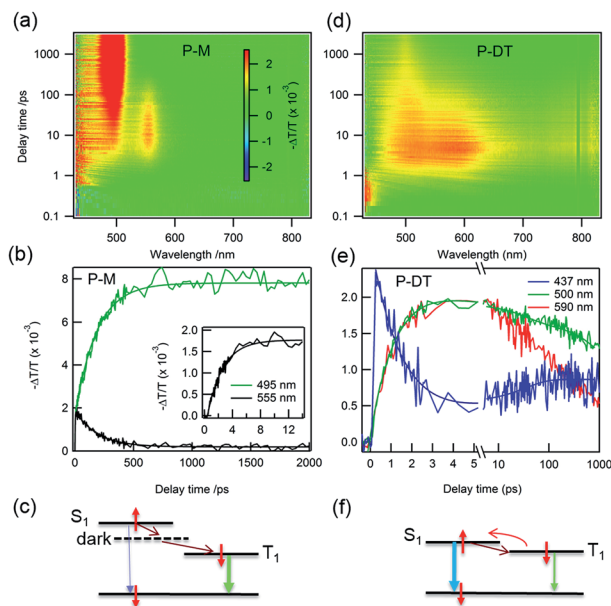 (a)
P-M
Delay time /ps
1000
100
10
1
0.1
500
600
700
800
Wavelength /nm
2
1
0
-1
-2
-ΔT/T (x 10⁻³)
(d)
P-DT
1000
100
10
1
0.1
500
600
700
800
Wavelength (nm)
(b)
P-M
-ΔT/T (x 10⁻³)
8
6
4
2
0
0
500
1000
1500
2000
Delay time /ps
-ΔT/T (x 10⁻³)
2.0
1.5
1.0
0.5
0.0
0
4
8
12
495 nm
555 nm
(e)
P-DT
437 nm
500 nm
590 nm
2.0
1.5
1.0
0.5
0.0
0
1
2
3
4
5
10
100
1000
Delay time (ps)
(c)
S₁
dark
T₁
(f)
S₁
T₁